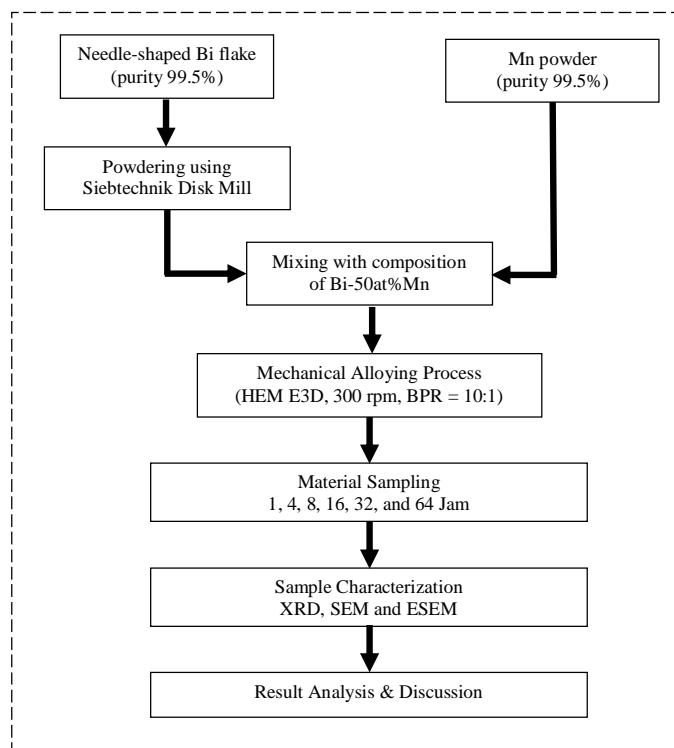 Needle-shaped Bi flake
(purity 99.5%)
Mn powder
(purity 99.5%)
Powdering using
Siebtechnik Disk Mill
Mixing with composition
of Bi-50at%Mn
Mechanical Alloying Process
(HEM E3D, 300 rpm, BPR = 10:1)
Material Sampling
1, 4, 8, 16, 32, and 64 Jam
Sample Characterization
XRD, SEM and ESEM
Result Analysis & Discussion